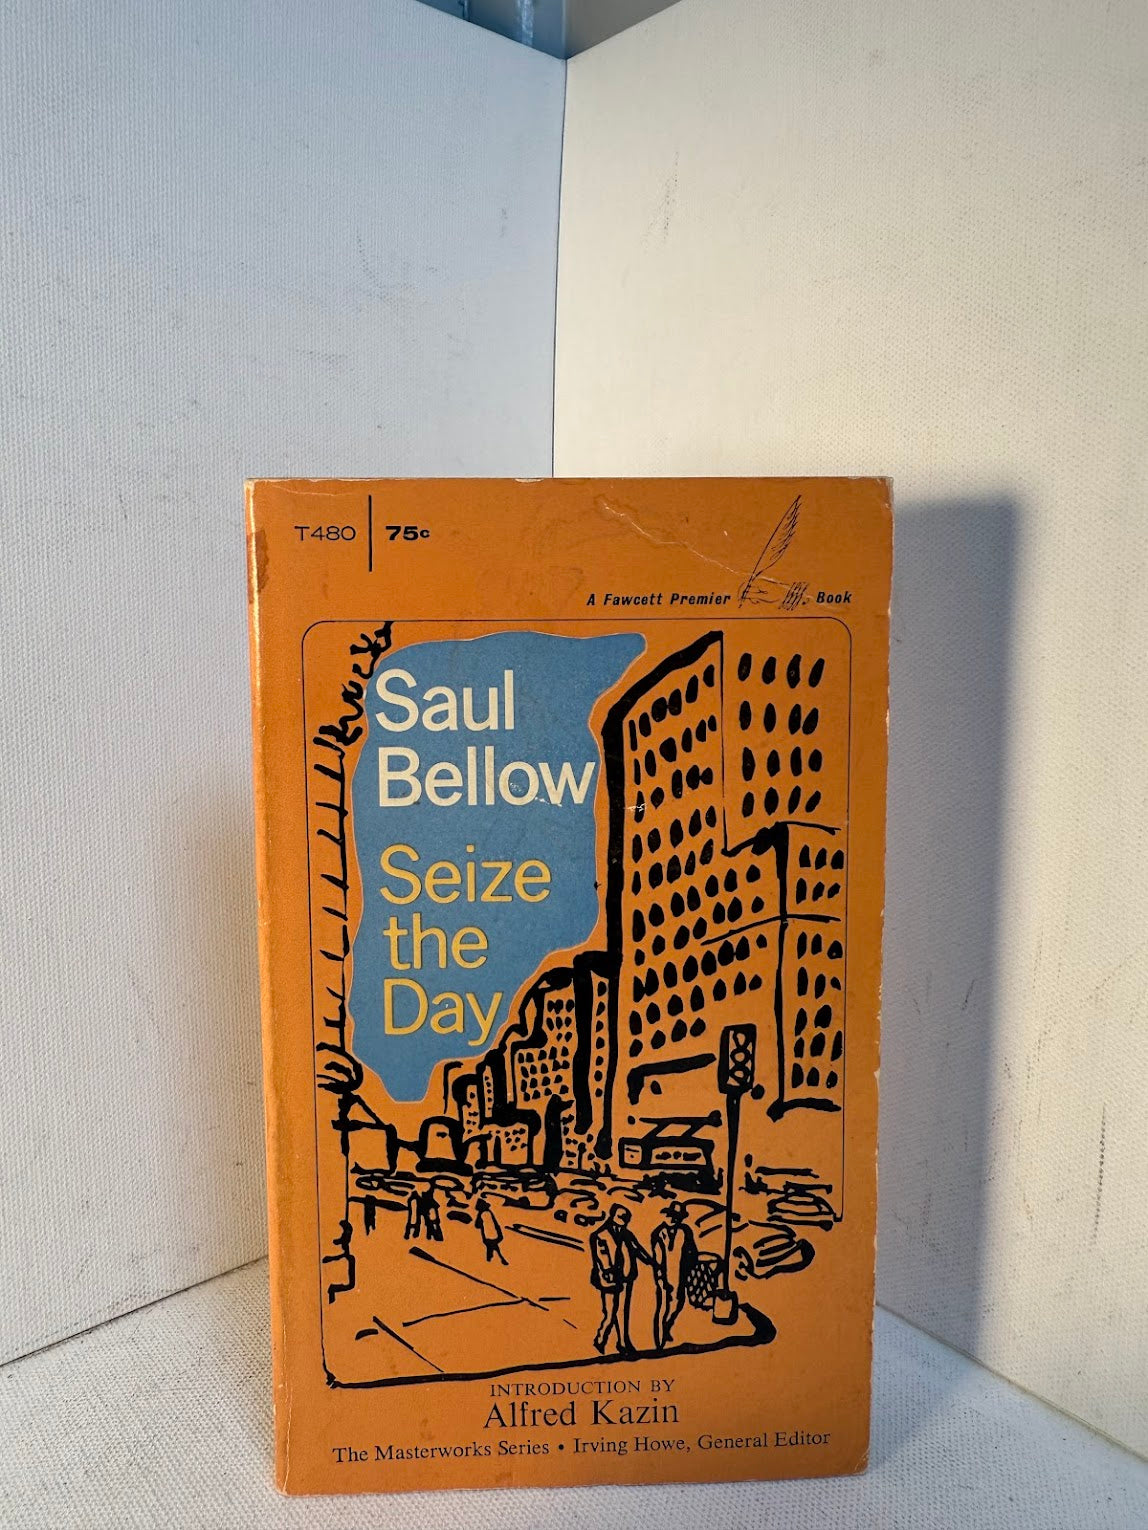 T480 75c
A Fawcett Premier Book
Saul
Bellow
Seize
the
Day
INTRODUCTION BY
Alfred Kazin
The Masterworks Series • Irving Howe, General Editor